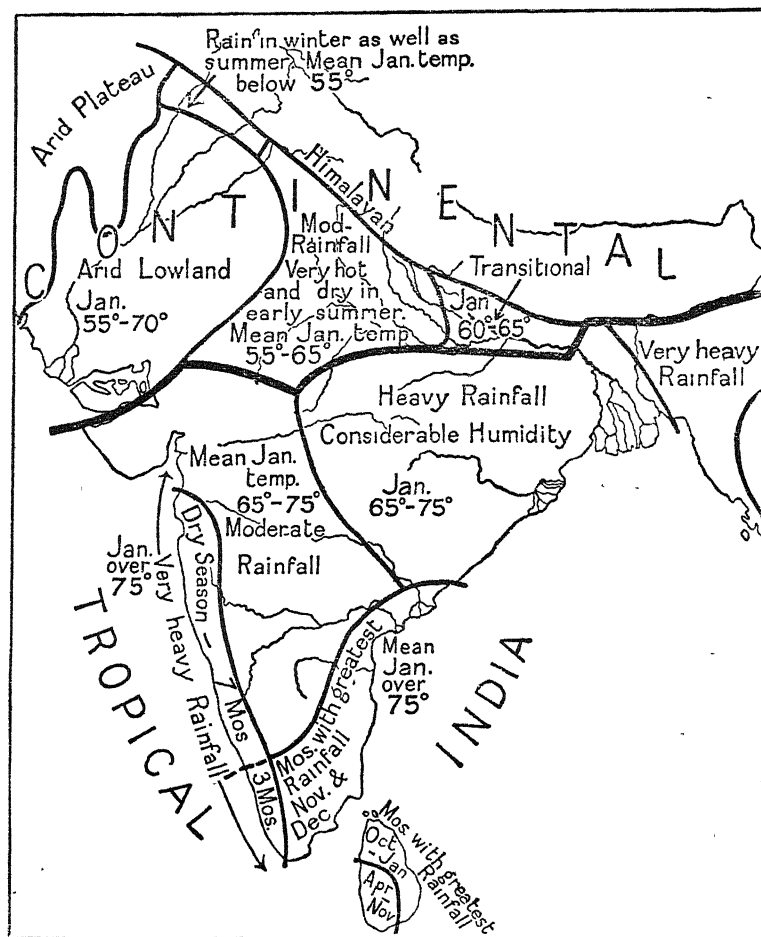 Rain in winter as well as
summer Mean Jan. temp.
below 55°
Arid Plateau
Himalayan
CONTINENTAL
Mod-
Rainfall
Very hot
and dry in
early summer.
Mean Jan. temp
55°-65°
Arid Lowland
Jan.
55°-70°
Transitional
Jan
60°-65°
Very heavy
Rainfall
Heavy Rainfall
Considerable Humidity
Jan.
65°-75°
Mean Jan.
temp.
65°-75°
Moderate
Rainfall
Jan.
over
75°
Very heavy Rainfall
Dry Season - 7 Mos
3 Mos.
TROPICAL
INDIA
Mean
Jan.
over
75°
Mos. with greatest
Rainfall
Nov. &
Dec
Mos. with greatest
Rainfall
Oct
-Jan
Apr
-Nov